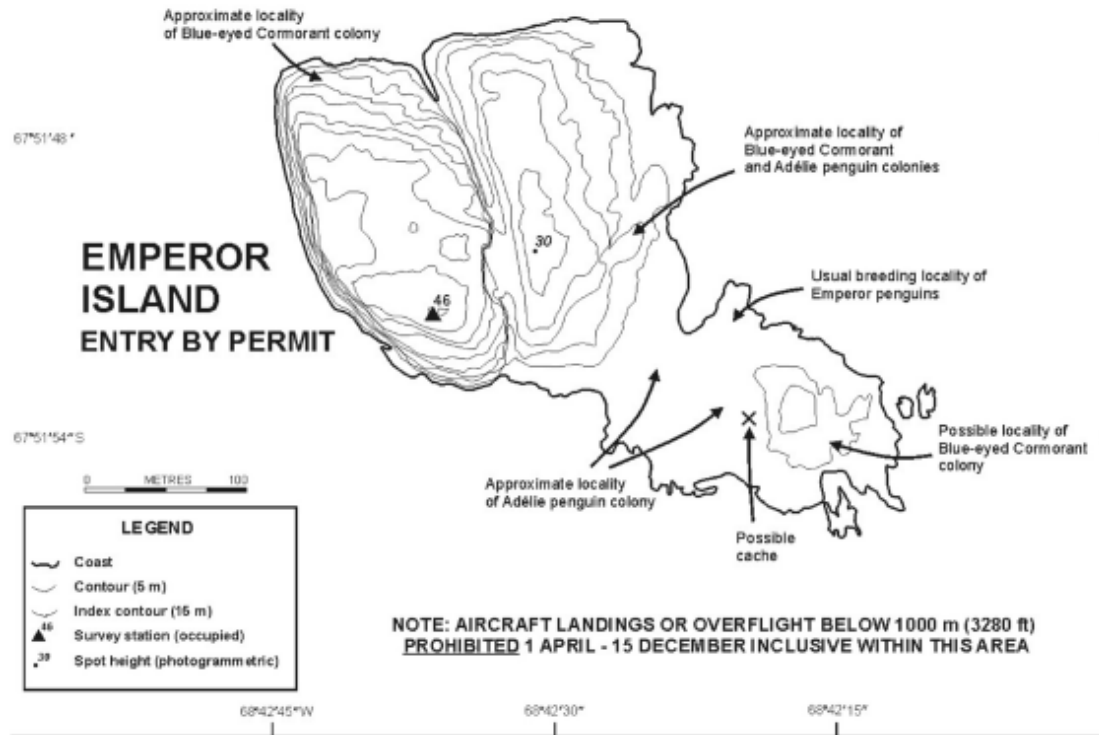 Approximate locality
of Blue-eyed Cormorant colony
67°51'48"
Approximate locality of
Blue-eyed Cormorant
and Adélie penguin colonies
30
EMPEROR
ISLAND
ENTRY BY PERMIT
46
Usual breeding locality of
Emperor penguins
67°51'54"S
Possible locality of
Blue-eyed Cormorant
colony
0 METRES 100
Approximate locality
of Adélie penguin colony
Possible
cache
LEGEND
Coast
Contour (5 m)
Index contour (15 m)
46
Survey station (occupied)
30
Spot height (photogrammetric)
NOTE: AIRCRAFT LANDINGS OR OVERFLIGHT BELOW 1000 m (3280 ft)
PROHIBITED 1 APRIL - 15 DECEMBER INCLUSIVE WITHIN THIS AREA
68°42'45"W
68°42'30"
68°42'15"